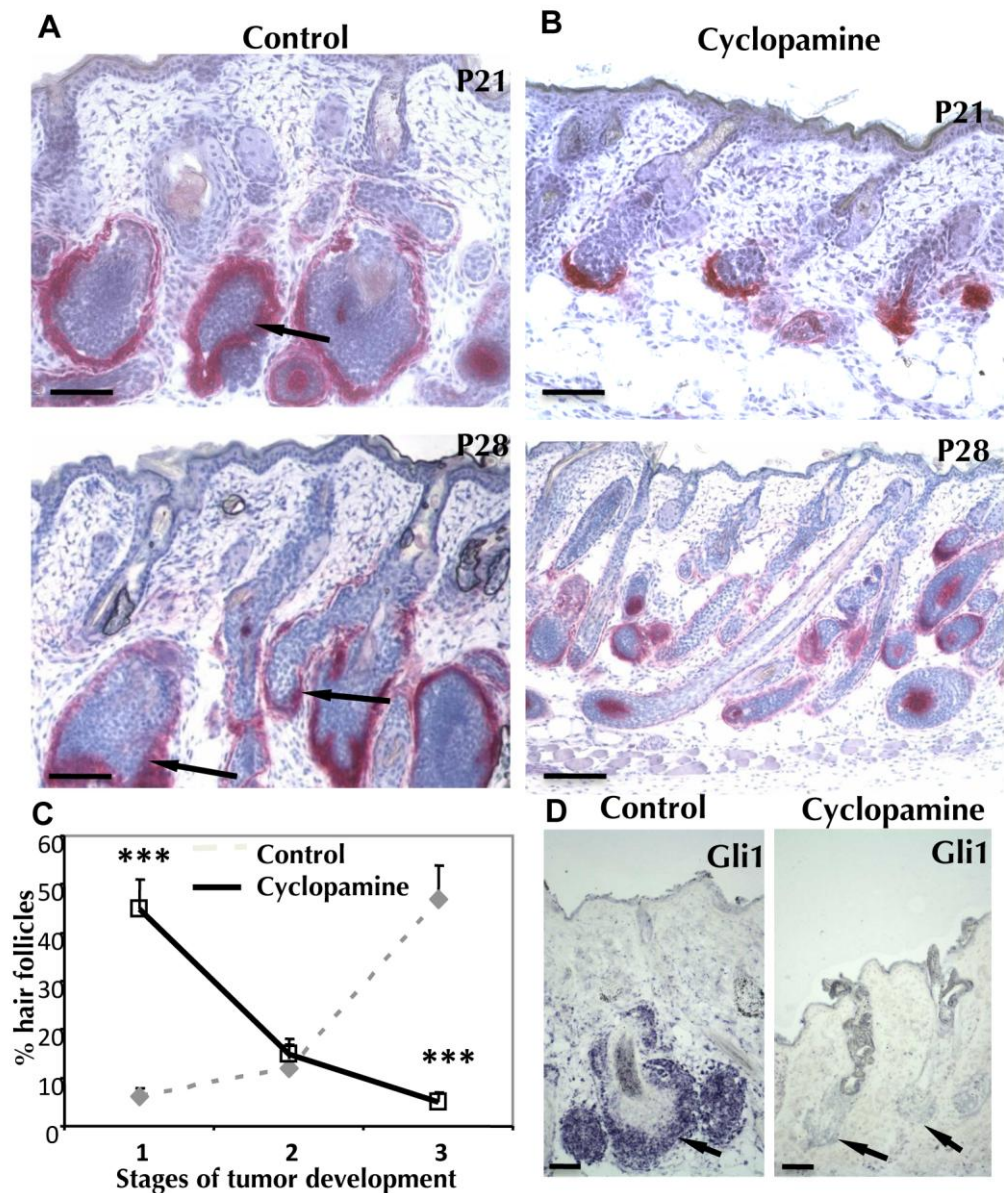 A
Control
P21
B
Cyclopamine
P21
P28
P28
C
60
50
40
30
20
10
0
% hair follicles
***
***
Control
Cyclopamine
1 2 3
Stages of tumor development
D
Control
Gli1
Cyclopamine
Gli1